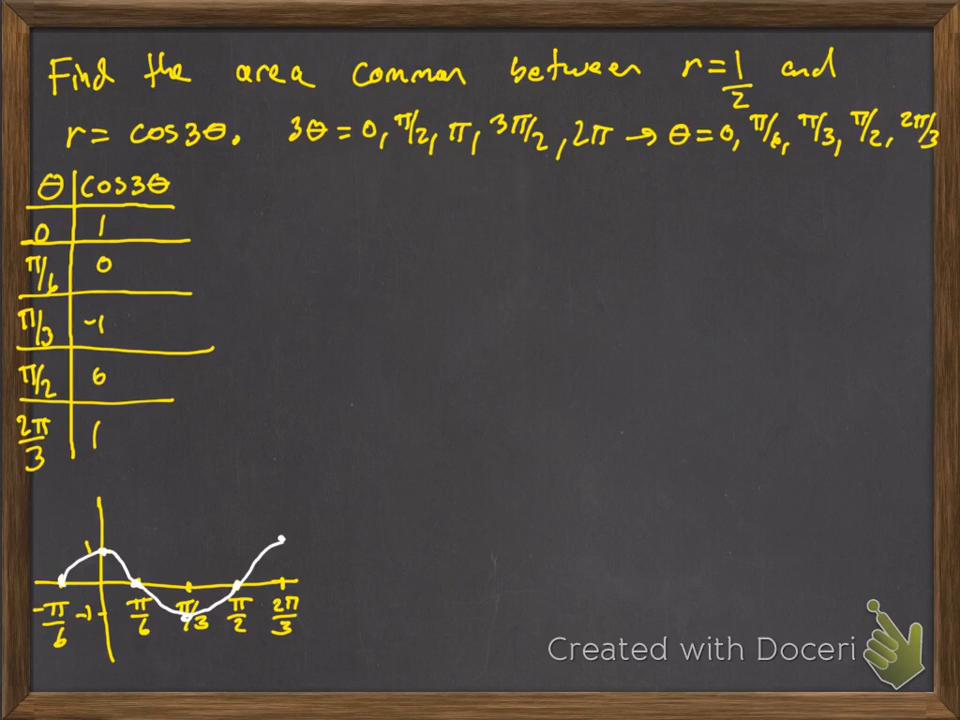 Find the area common between r = 1/2 and
r = cos3θ. 3θ = 0, π/2, π, 3π/2, 2π → θ = 0, π/6, π/3, π/2, 2π/3
θ cos3θ
0 1
π/6 0
π/3 -1
π/2 0
2π/3 1
1
-π/6 -1 π/6 π/3 π/2 2π/3
Created with Doceri